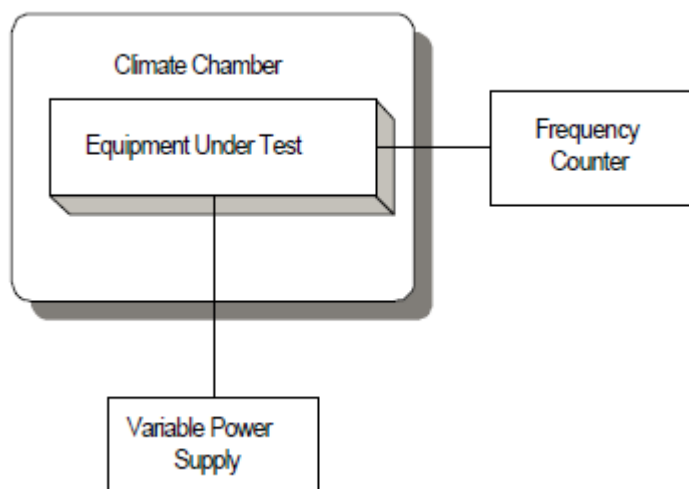 Climate Chamber
Equipment Under Test
Frequency
Counter
Variable Power
Supply